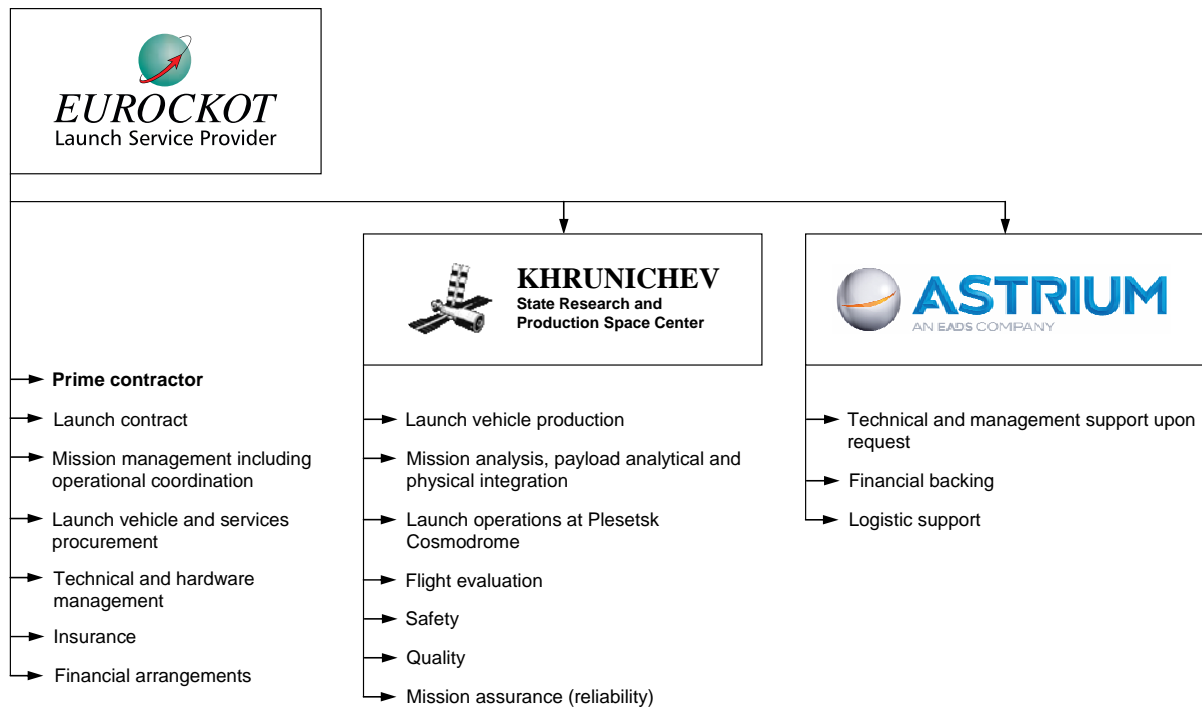 EUROCKOT
Launch Service Provider
KHRUNICHEV
State Research and
Production Space Center
ASTRIUM
AN EADS COMPANY
Prime contractor
Launch contract
Mission management including
operational coordination
Launch vehicle and services
procurement
Technical and hardware
management
Insurance
Financial arrangements
Launch vehicle production
Mission analysis, payload analytical and
physical integration
Launch operations at Plesetsk
Cosmodrome
Flight evaluation
Safety
Quality
Mission assurance (reliability)
Technical and management support upon
request
Financial backing
Logistic support